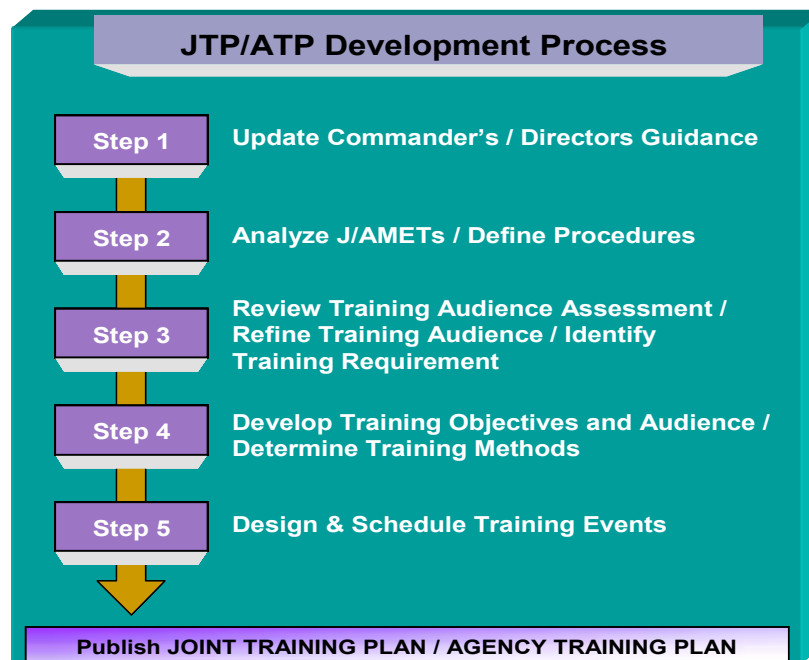 JTP/ATP Development Process
Step 1
Update Commander's / Directors Guidance
Step 2
Analyze J/AMETs / Define Procedures
Step 3
Review Training Audience Assessment /
Refine Training Audience / Identify
Training Requirement
Step 4
Develop Training Objectives and Audience /
Determine Training Methods
Step 5
Design & Schedule Training Events
Publish JOINT TRAINING PLAN / AGENCY TRAINING PLAN